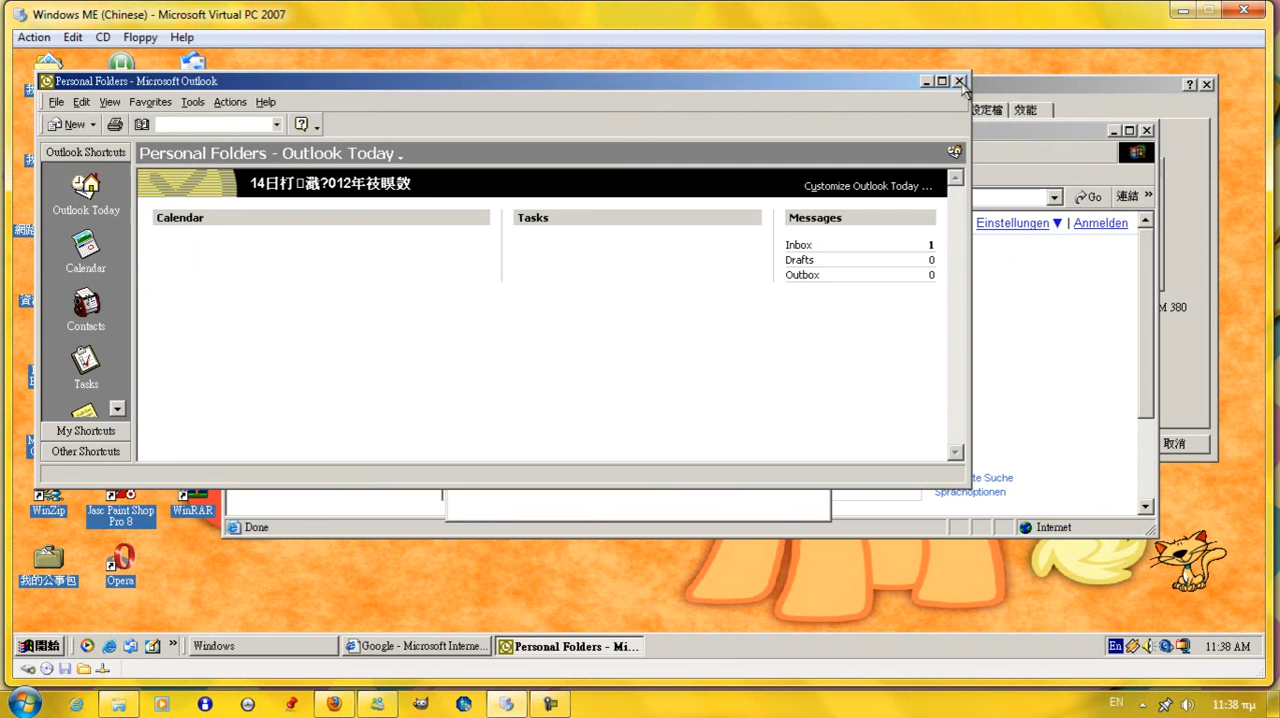 Windows ME (Chinese) - Microsoft Virtual PC 2007
Action Edit CD Floppy Help
Personal Folders - Microsoft Outlook
File Edit View Favorites Tools Actions Help
設定檔 效能
New
Outlook Shortcuts
Personal Folders - Outlook Today
Customize Outlook Today ...
Go 連結 »
Outlook Today
Calendar Tasks Messages
Einstellungen ▼ | Anmelden
Inbox 1
Drafts 0
Outbox 0
Calendar
Contacts
M 380
Tasks
My Shortcuts
Other Shortcuts
取消
te Suche
Sprachoptionen
WinZip
Jasc Paint Shop Pro 8
WinRAR
Done
Internet
我的公事包
Opera
開始
»
Windows
Google - Microsoft Interne...
Personal Folders - Mi...
En
11:38 AM
EN
11:38 πμ